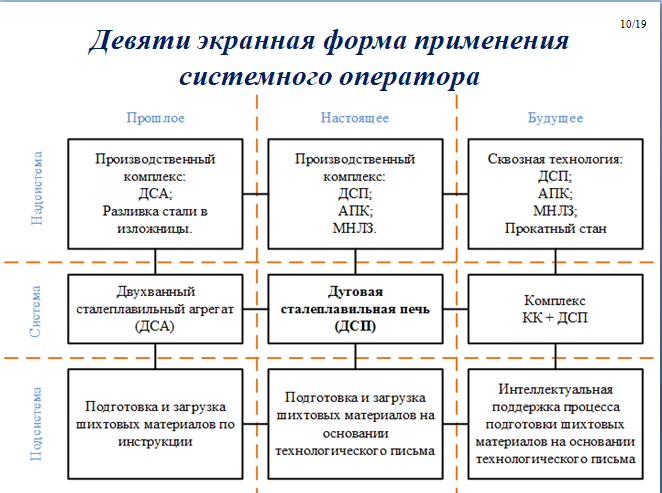 10/19
Девяти экранная форма применения
системного оператора
Прошлое
Настоящее
Будущее
Надсистема
Производственный
комплекс:
ДСА;
Разливка стали в
изложницы.
Производственный
комплекс:
ДСП;
АПК;
МНЛЗ.
Сквозная технология:
ДСП;
АПК;
МНЛЗ;
Прокатный стан
Система
Двухванный
сталеплавильный агрегат
(ДСА)
Дуговая
сталеплавильная печь
(ДСП)
Комплекс
КК + ДСП
Подсистема
Подготовка и загрузка
шихтовых материалов по
инструкции
Подготовка и загрузка
шихтовых материалов на
основании
технологического письма
Интеллектуальная
поддержка процесса
подготовки шихтовых
материалов на основании
технологического письма